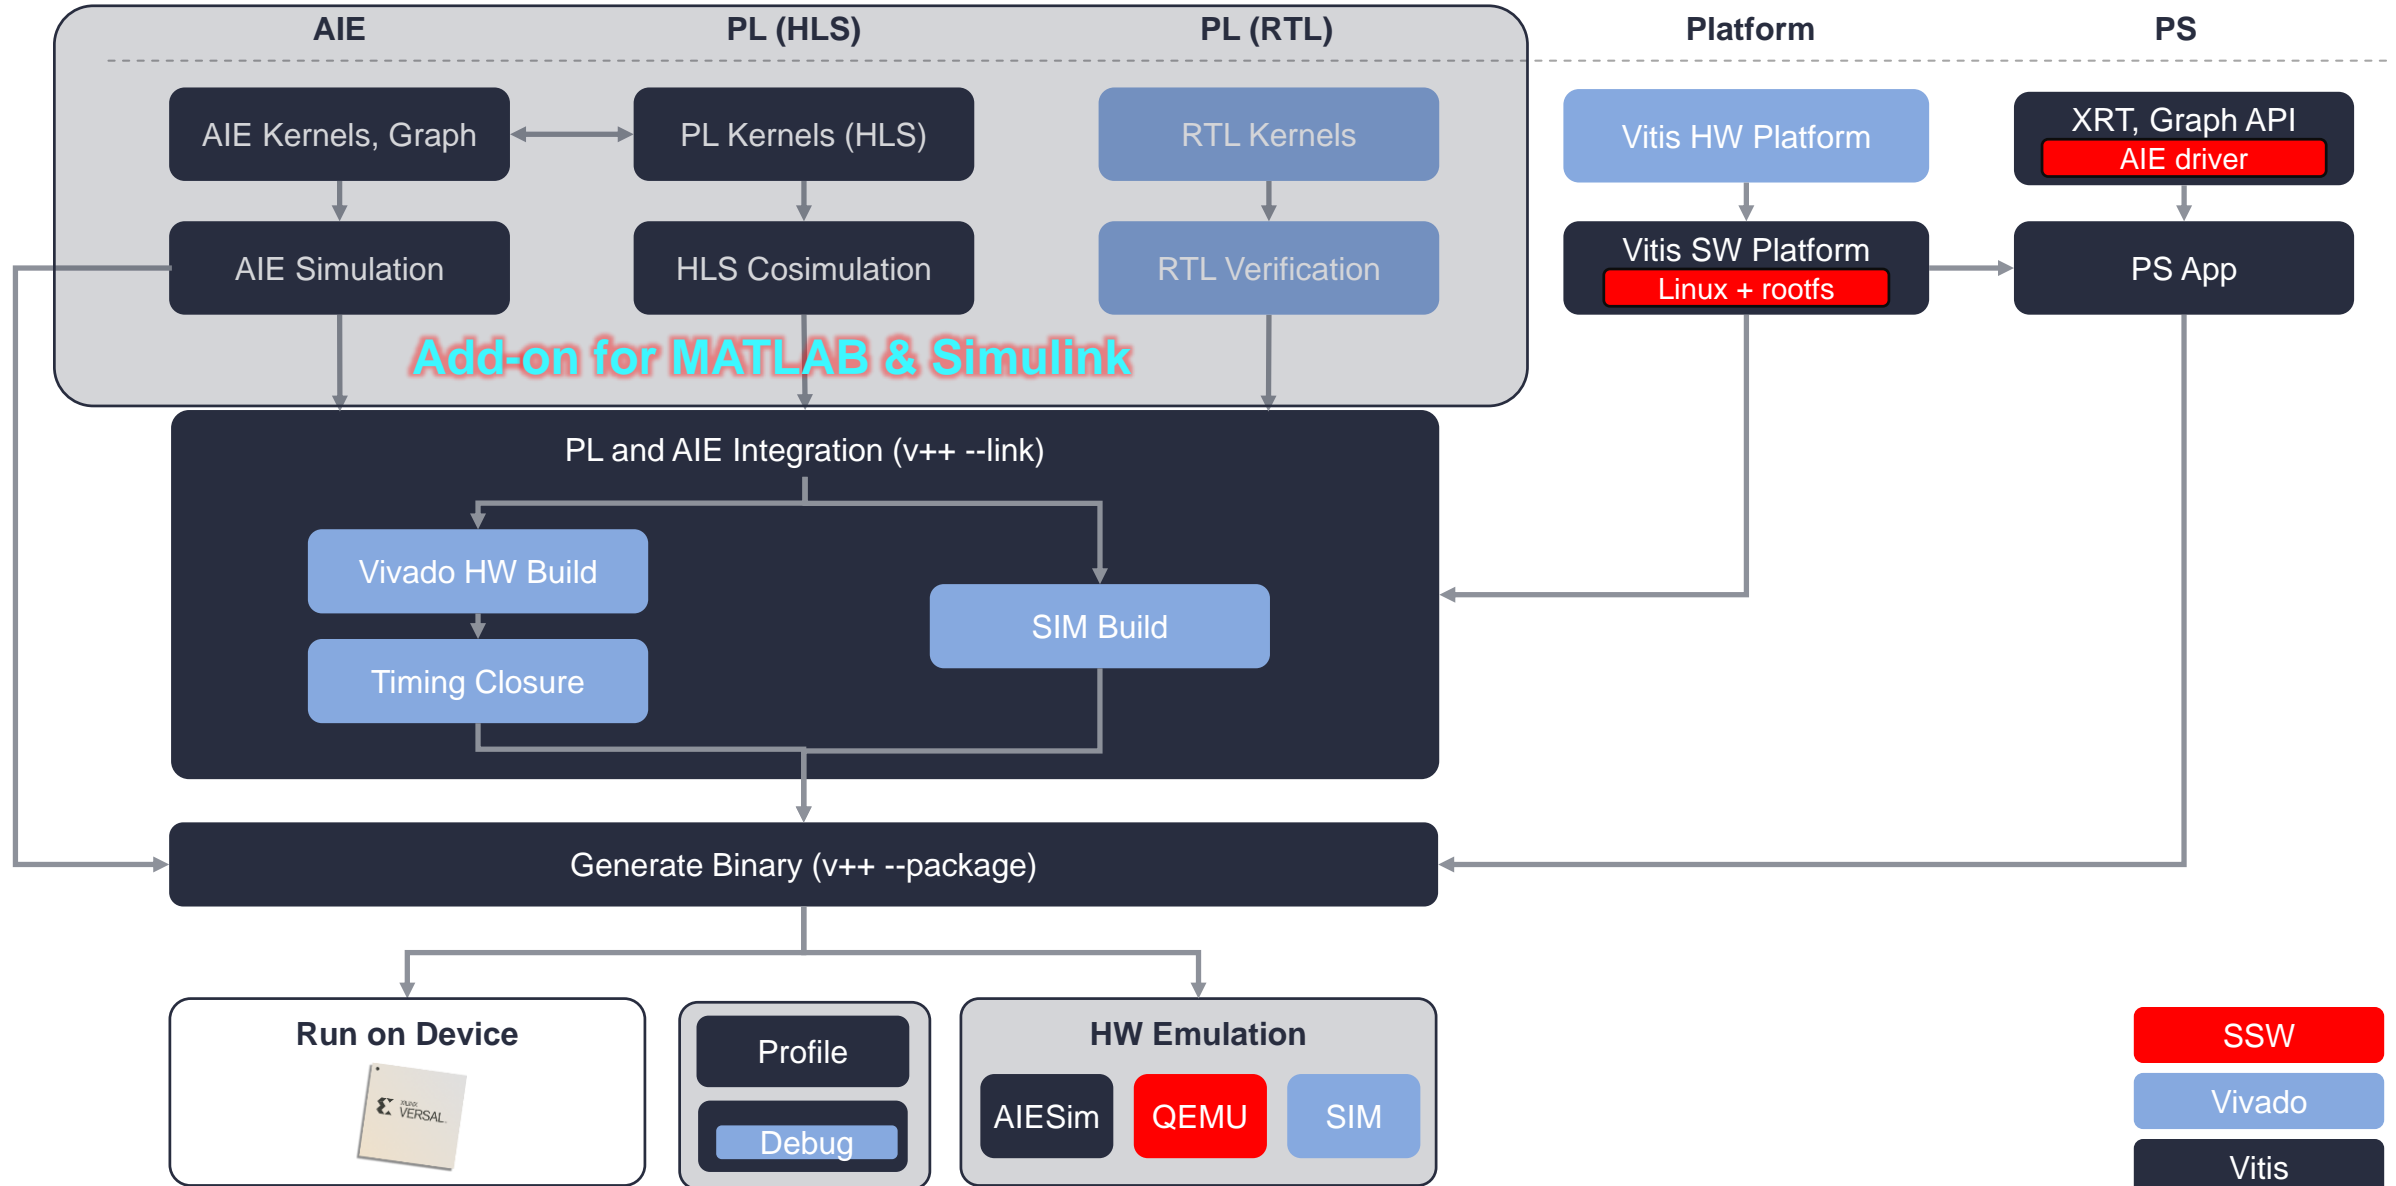 AIE
PL (HLS)
PL (RTL)
Platform
PS
AIE Kernels, Graph
PL Kernels (HLS)
RTL Kernels
Vitis HW Platform
XRT, Graph API
AIE driver
AIE Simulation
HLS Cosimulation
RTL Verification
Vitis SW Platform
Linux + rootfs
PS App
Add-on for MATLAB & Simulink
PL and AIE Integration (v++ --link)
Vivado HW Build
SIM Build
Timing Closure
Generate Binary (v++ --package)
Run on Device
XILINX
VERSAL
Profile
Debug
HW Emulation
AIESim
QEMU
SIM
SSW
Vivado
Vitis